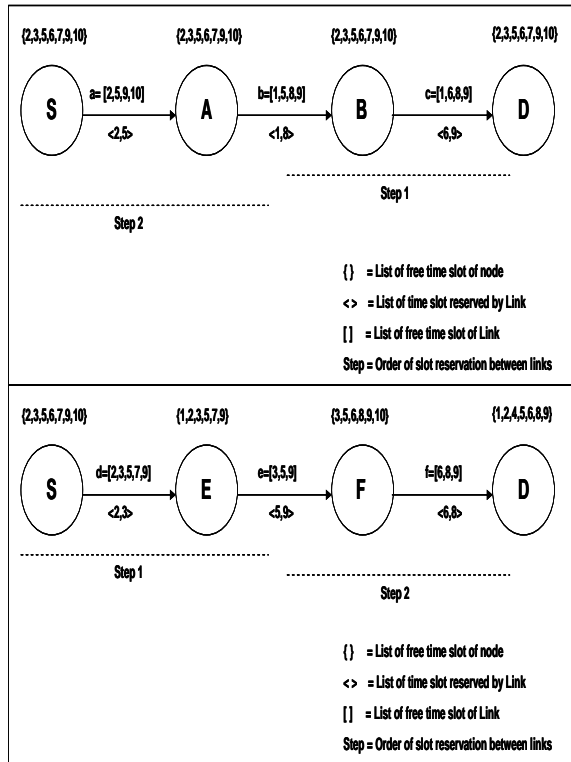 {2,3,5,6,7,9,10} {2,3,5,6,7,9,10} {2,3,5,6,7,9,10} {2,3,5,6,7,9,10}
S a= [2,5,9,10] A b=[1,5,8,9] B c=[1,6,8,9] D
<2,5> <1,8> <6,9>
Step 1
Step 2
{ } = List of free time slot of node
<> = List of time slot reserved by Link
[ ] = List of free time slot of Link
Step = Order of slot reservation between links
{2,3,5,6,7,9,10} {1,2,3,5,7,9} {3,5,6,8,9,10} {1,2,4,5,6,8,9}
S d=[2,3,5,7,9] E e=[3,5,9] F f=[6,8,9] D
<2,3> <5,9> <6,8>
Step 1
Step 2
{ } = List of free time slot of node
<> = List of time slot reserved by Link
[ ] = List of free time slot of Link
Step = Order of slot reservation between links